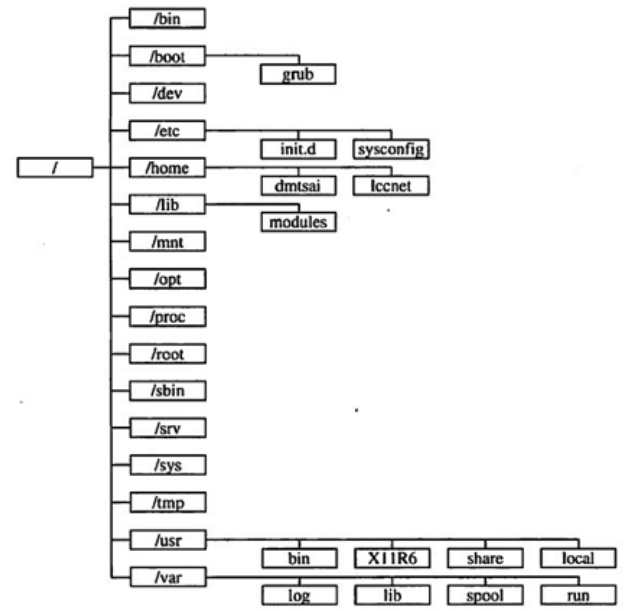 /bin
/boot
grub
/dev
/etc
init.d sysconfig
/ /home
dmtsai lccnet
/lib
modules
/mnt
/opt
/proc
/root
/sbin
/srv
/sys
/tmp
/usr
bin X11R6 share local
/var
log lib spool run